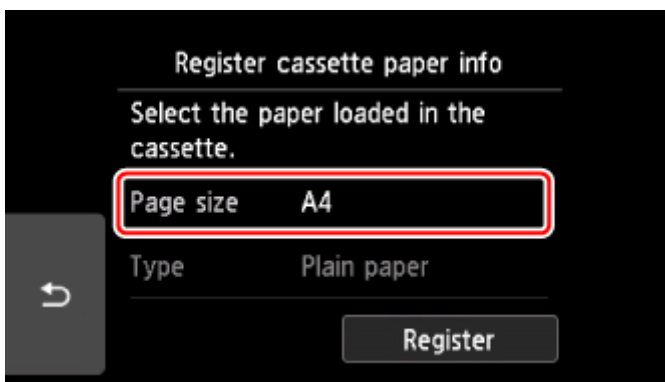 Register cassette paper info
Select the paper loaded in the
cassette.
Page size A4
Type Plain paper
Register